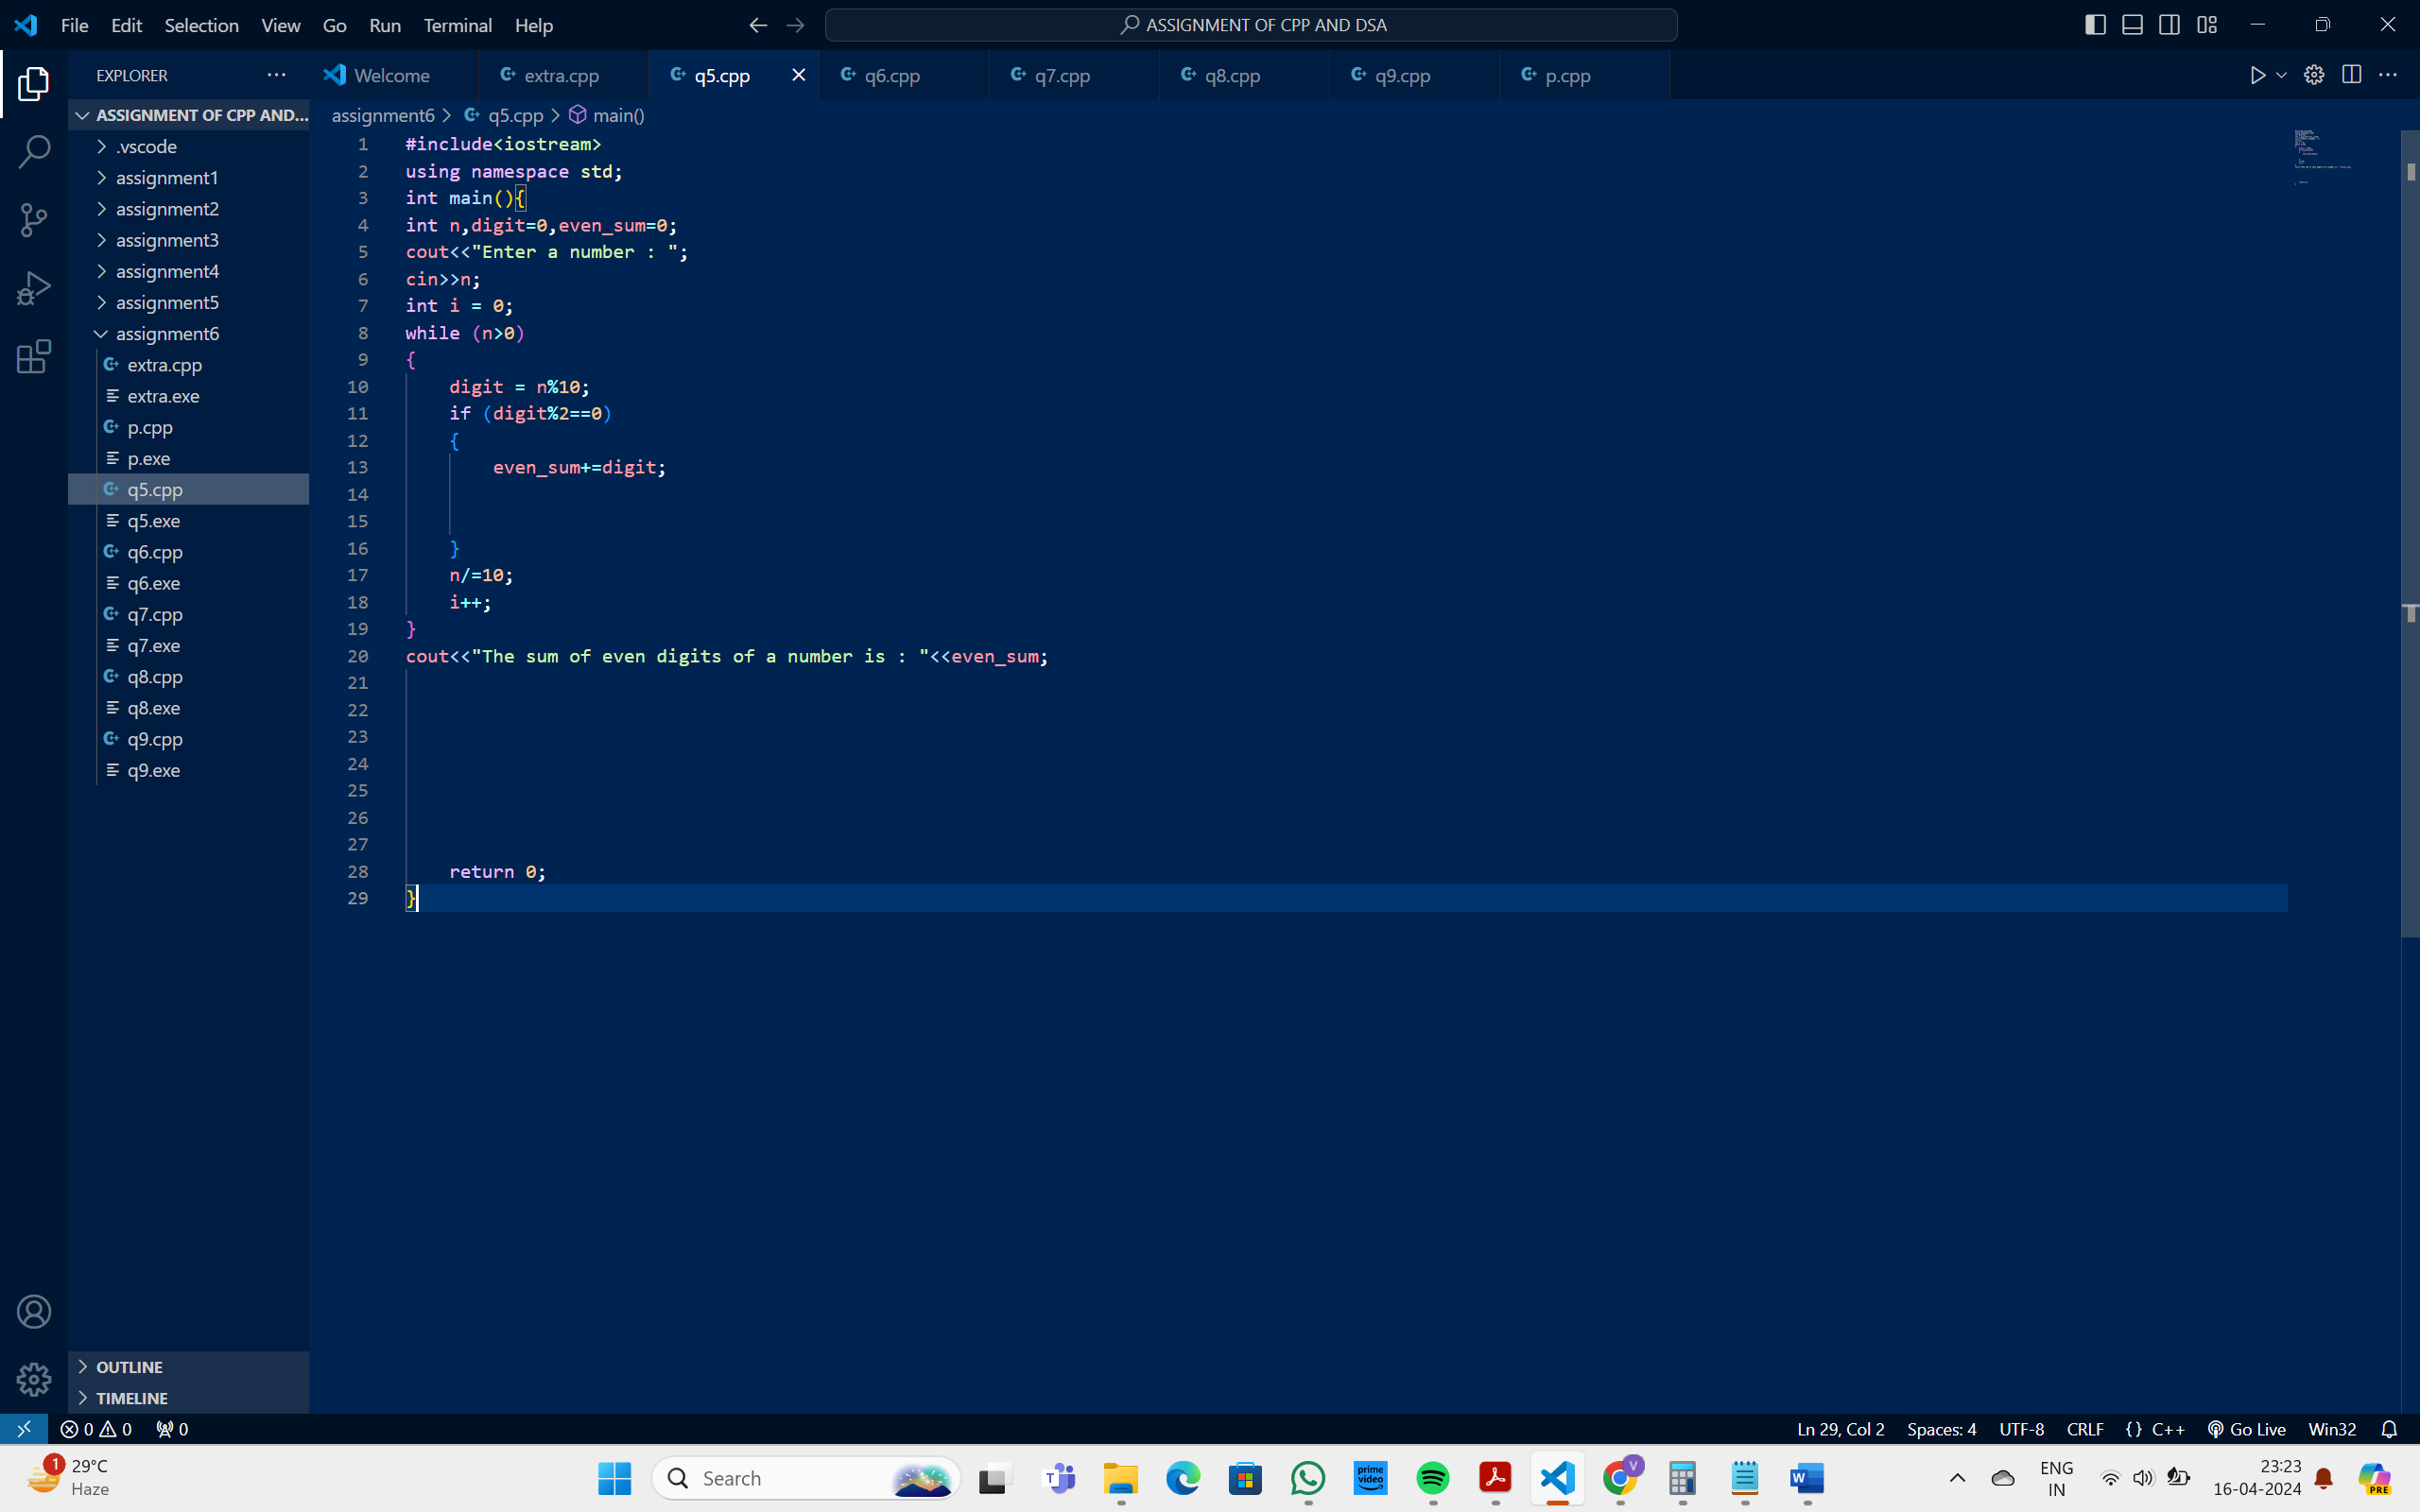 File Edit Selection View Go Run Terminal Help
ASSIGNMENT OF CPP AND DSA
EXPLORER
Welcome
extra.cpp
q5.cpp
q6.cpp
q7.cpp
q8.cpp
q9.cpp
p.cpp
ASSIGNMENT OF CPP AND...
.vscode
assignment1
assignment2
assignment3
assignment4
assignment5
assignment6
extra.cpp
extra.exe
p.cpp
p.exe
q5.cpp
q5.exe
q6.cpp
q6.exe
q7.cpp
q7.exe
q8.cpp
q8.exe
q9.cpp
q9.exe
OUTLINE
TIMELINE
assignment6 > q5.cpp > main()
1 #include<iostream>
2 using namespace std;
3 int main(){
4 int n,digit=0,even_sum=0;
5 cout<<"Enter a number : ";
6 cin>>n;
7 int i = 0;
8 while (n>0)
9 {
10     digit = n%10;
11     if (digit%2==0)
12     {
13         even_sum+=digit;
14
15
16     }
17     n/=10;
18     i++;
19 }
20 cout<<"The sum of even digits of a number is : "<<even_sum;
21
22
23
24
25
26
27
28     return 0;
29 }
0 0 0
Ln 29, Col 2 Spaces: 4 UTF-8 CRLF {} C++ Go Live Win32
1
29°C
Haze
Search
T
prime video
V
W
ENG
IN
23:23
16-04-2024
PRE